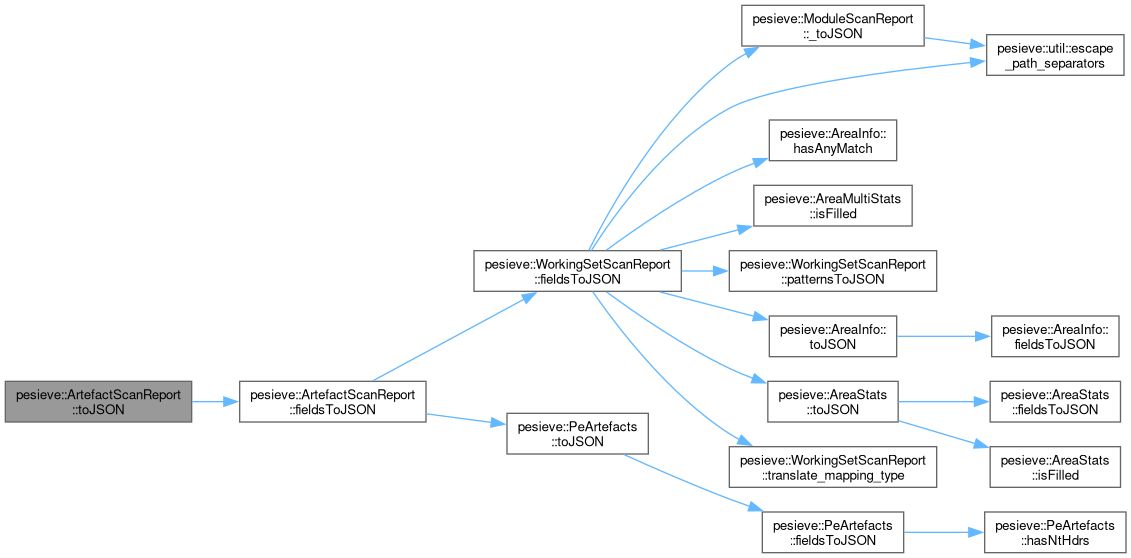 pesieve::ArtefactScanReport
::toJSON
pesieve::ArtefactScanReport
::fieldsToJSON
pesieve::WorkingSetScanReport
::fieldsToJSON
pesieve::PeArtefacts
::toJSON
pesieve::ModuleScanReport
::_toJSON
pesieve::util::escape
_path_separators
pesieve::AreaInfo::
hasAnyMatch
pesieve::AreaMultiStats
::isFilled
pesieve::WorkingSetScanReport
::patternsToJSON
pesieve::AreaInfo::
toJSON
pesieve::AreaInfo::
fieldsToJSON
pesieve::AreaStats
::toJSON
pesieve::AreaStats
::fieldsToJSON
pesieve::AreaStats
::isFilled
pesieve::WorkingSetScanReport
::translate_mapping_type
pesieve::PeArtefacts
::fieldsToJSON
pesieve::PeArtefacts
::hasNtHdrs